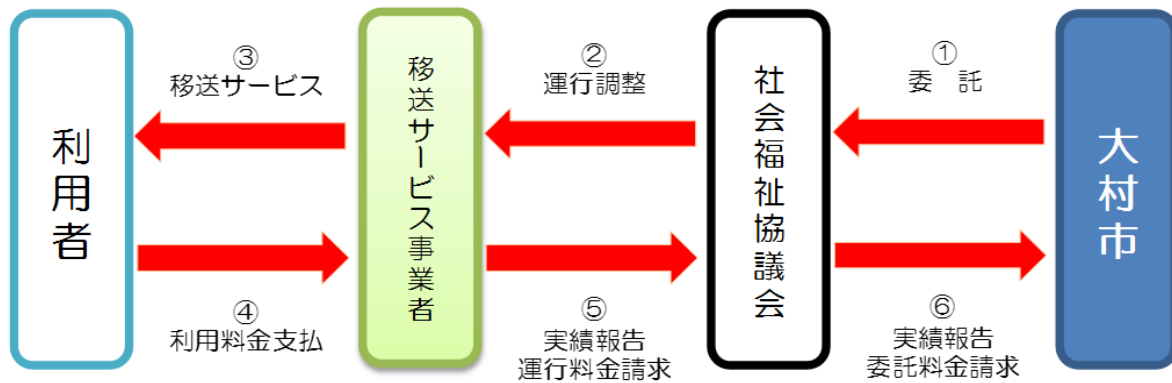 利用者
③
移送サービス
④
利用料金支払
移送サービス事業者
②
運行調整
⑤
実績報告
運行料金請求
社会福祉協議会
①
委　託
⑥
実績報告
委託料金請求
大村市